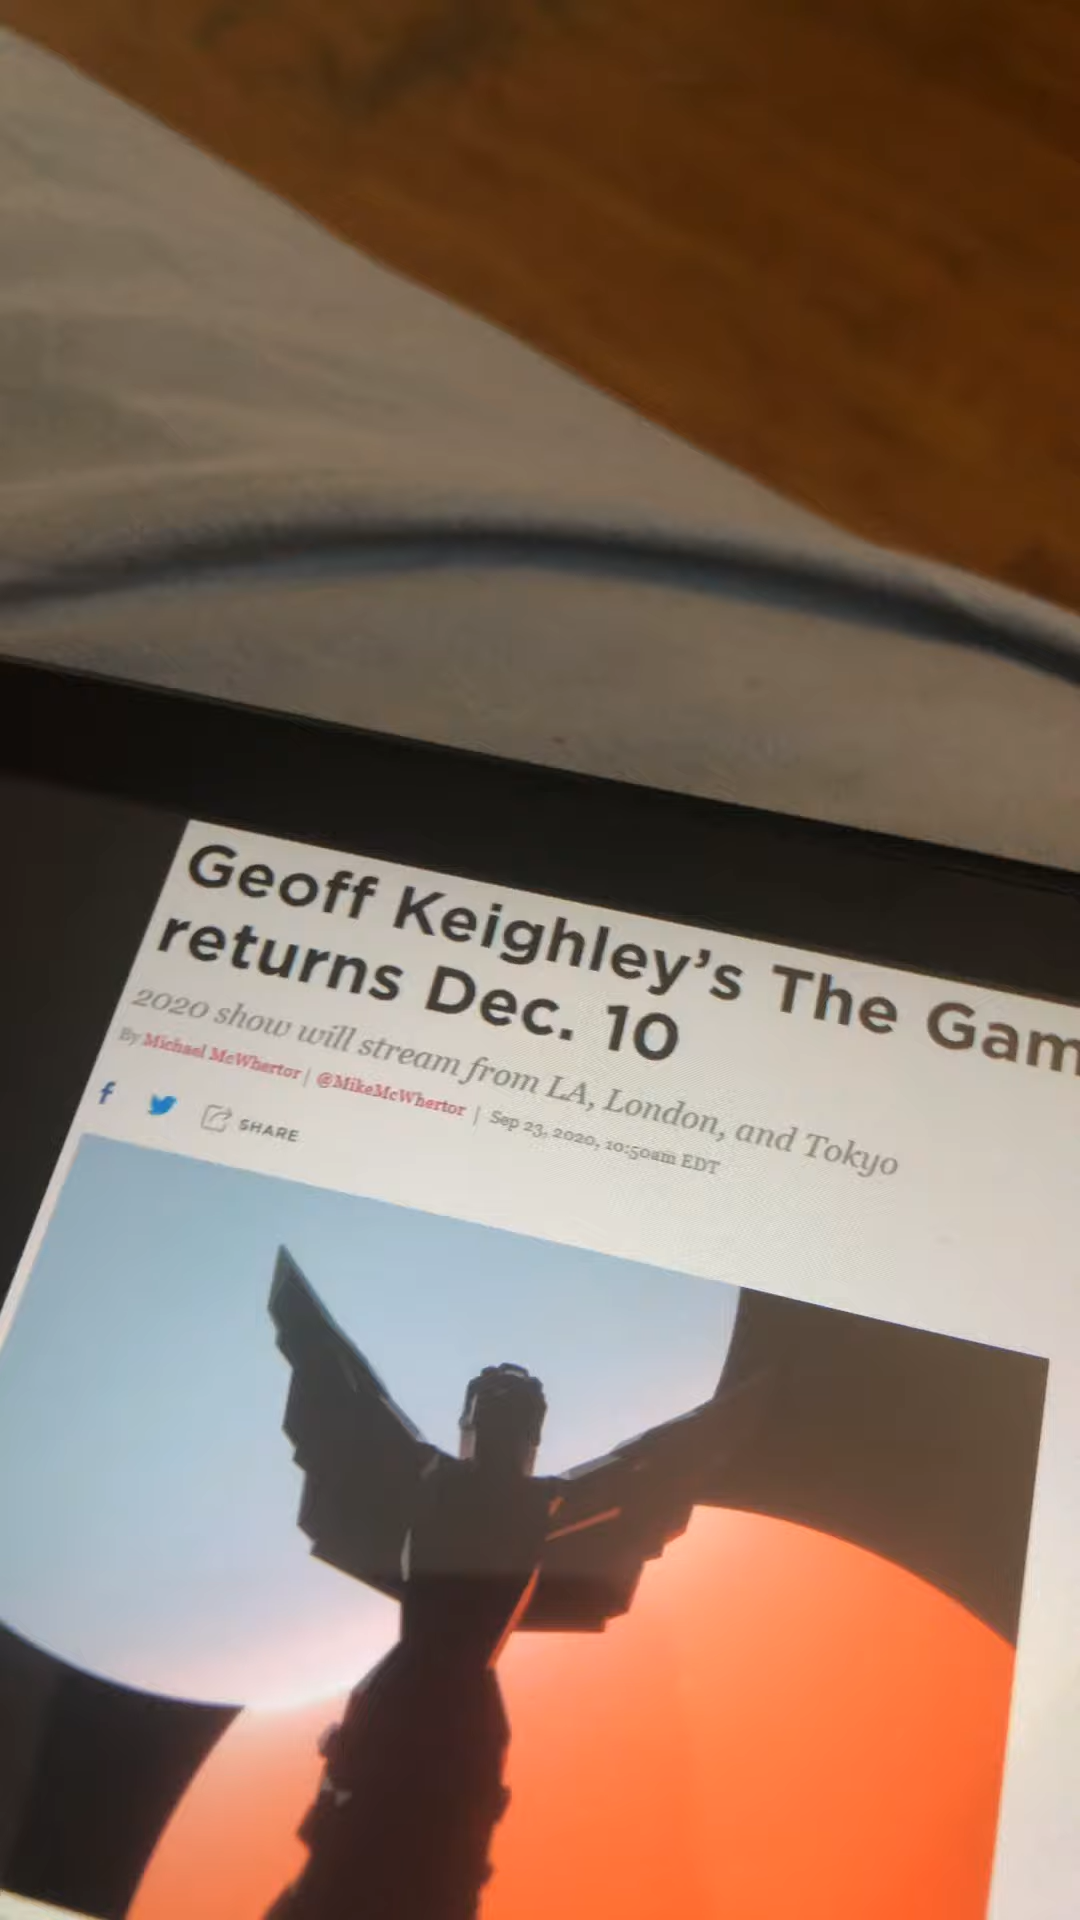 Geoff Keighley's The Gam
returns Dec. 10
2020 show will stream from LA, London, and Tokyo
By Michael McWhertor | @MikeMcWhertor | Sep 23, 2020, 10:50am EDT
f SHARE